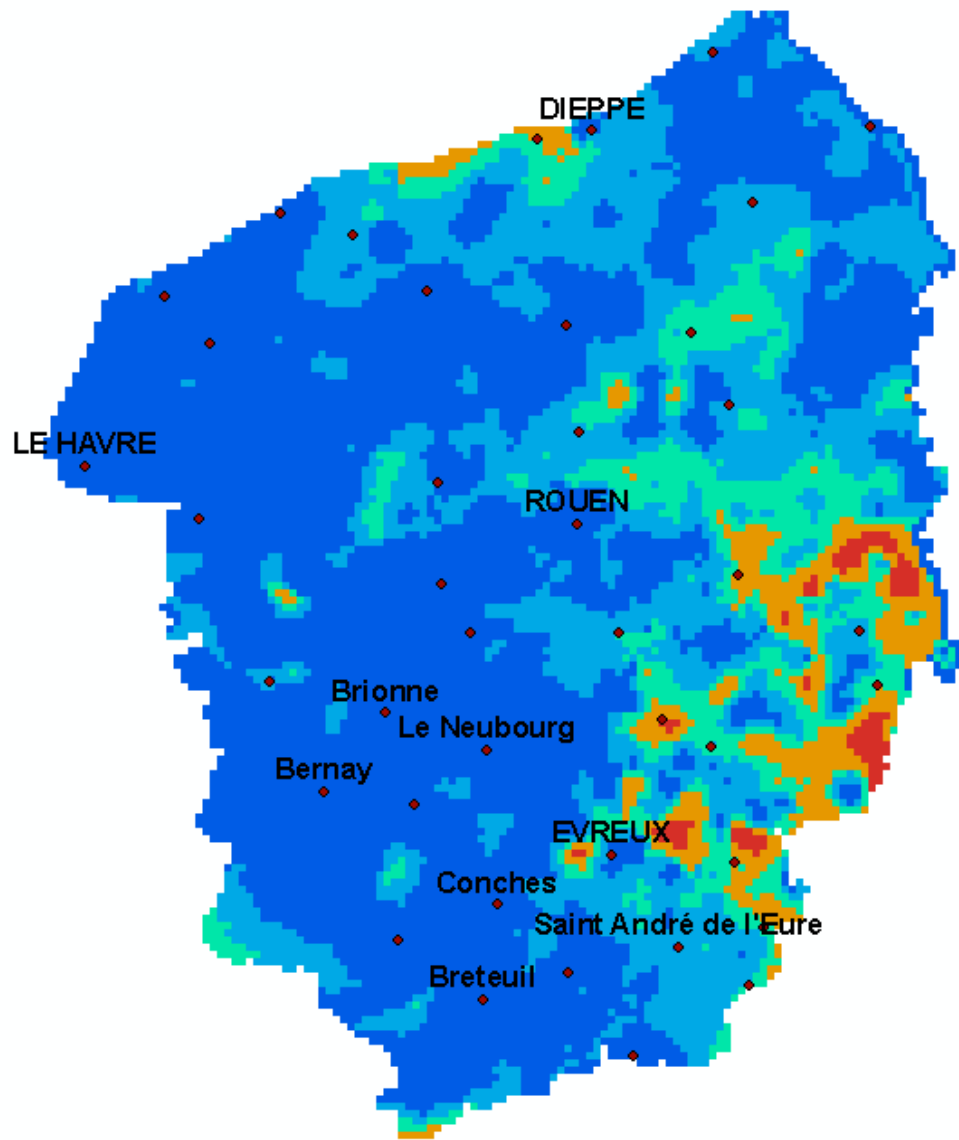 DIEPPE
LE HAVRE
ROUEN
Brionne
Le Neubourg
Bernay
EVREUX
Conches
Saint André de l'Eure
Breteuil